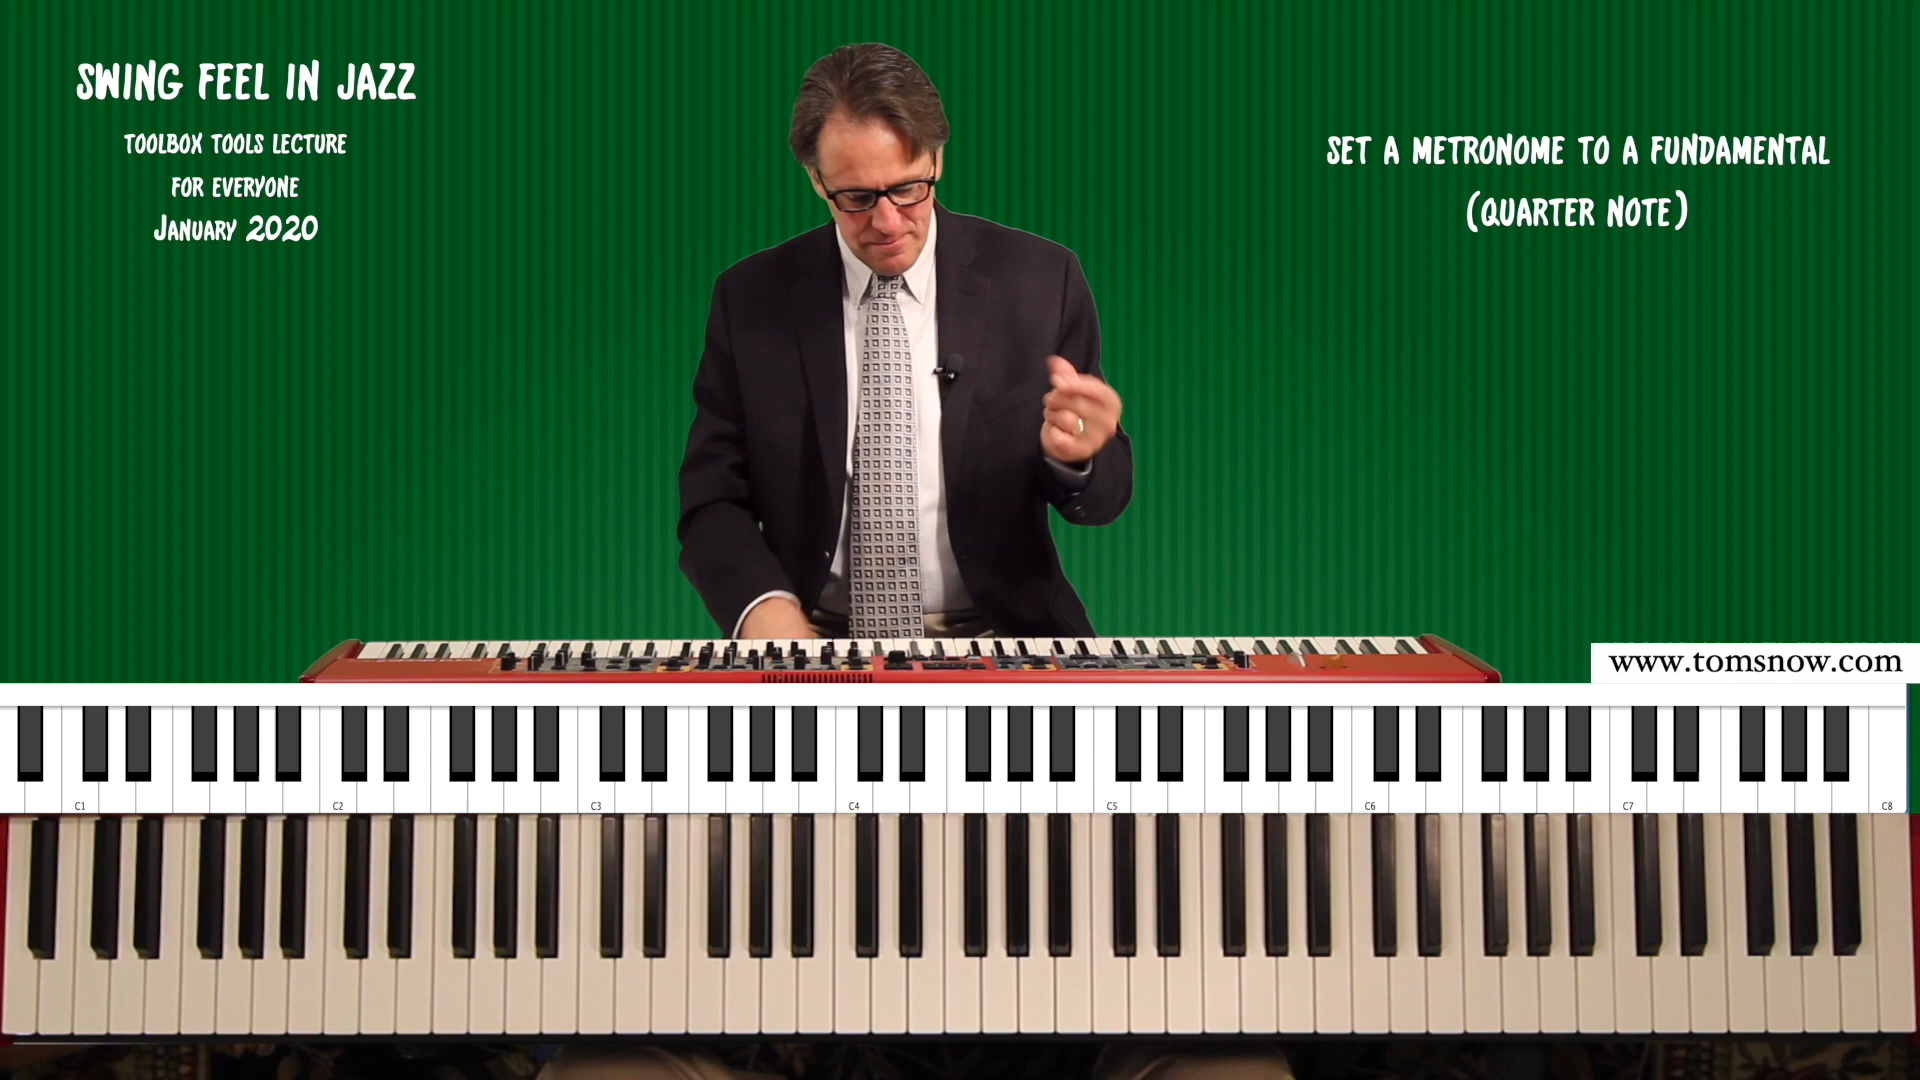 SWING FEEL IN JAZZ
TOOLBOX TOOLS LECTURE
FOR EVERYONE
JANUARY 2020
SET A METRONOME TO A FUNDAMENTAL
(QUARTER NOTE)
www.tomsnow.com
C1 C2 C3 C4 C5 C6 C7 C8